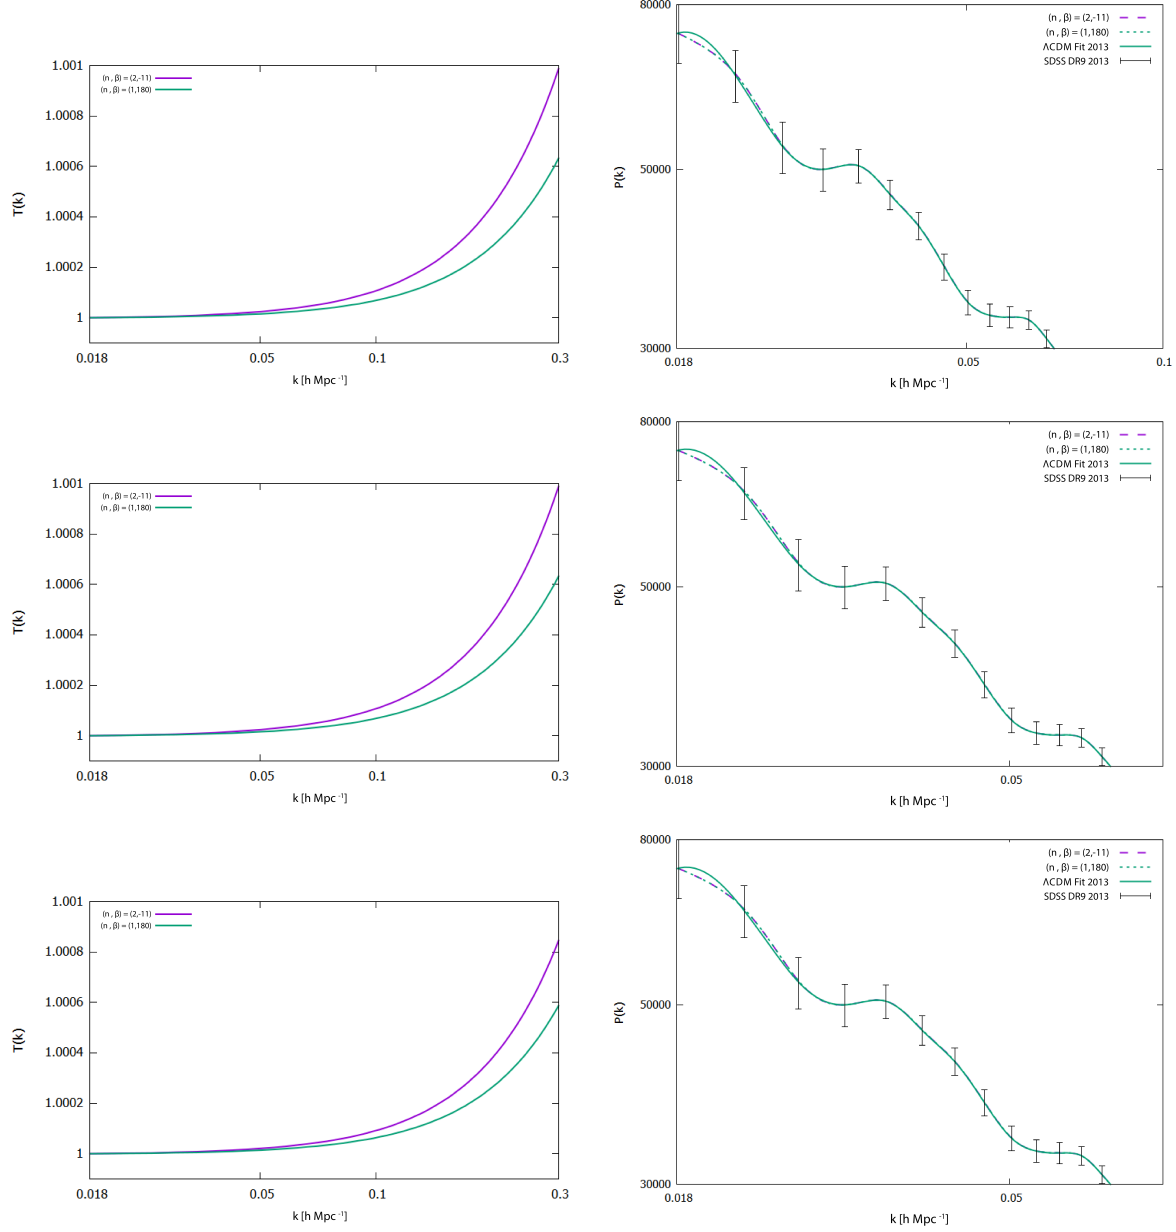 1.001
1.0008
1.0006
1.0004
1.0002
1
T(k)
(n , β) = (2,-11)
(n , β) = (1,180)
0.018
0.05
0.1
0.3
k [h Mpc -1]
80000
50000
30000
P(k)
(n , β) = (2,-11)
(n , β) = (1,180)
ΛCDM Fit 2013
SDSS DR9 2013
0.018
0.05
0.1
k [h Mpc-1]
1.001
1.0008
1.0006
1.0004
1.0002
1
T(k)
(n , β) = (2,-11)
(n , β) = (1,180)
0.018
0.05
0.1
0.3
k [h Mpc -1]
80000
50000
30000
P(k)
(n , β) = (2,-11)
(n , β) = (1,180)
ΛCDM Fit 2013
SDSS DR9 2013
0.018
0.05
k [h Mpc-1]
1.001
1.0008
1.0006
1.0004
1.0002
1
T(k)
(n , β) = (2,-11)
(n , β) = (1,180)
0.018
0.05
0.1
0.3
k [h Mpc -1]
80000
50000
30000
P(k)
(n , β) = (2,-11)
(n , β) = (1,180)
ΛCDM Fit 2013
SDSS DR9 2013
0.018
0.05
k [h Mpc-1]